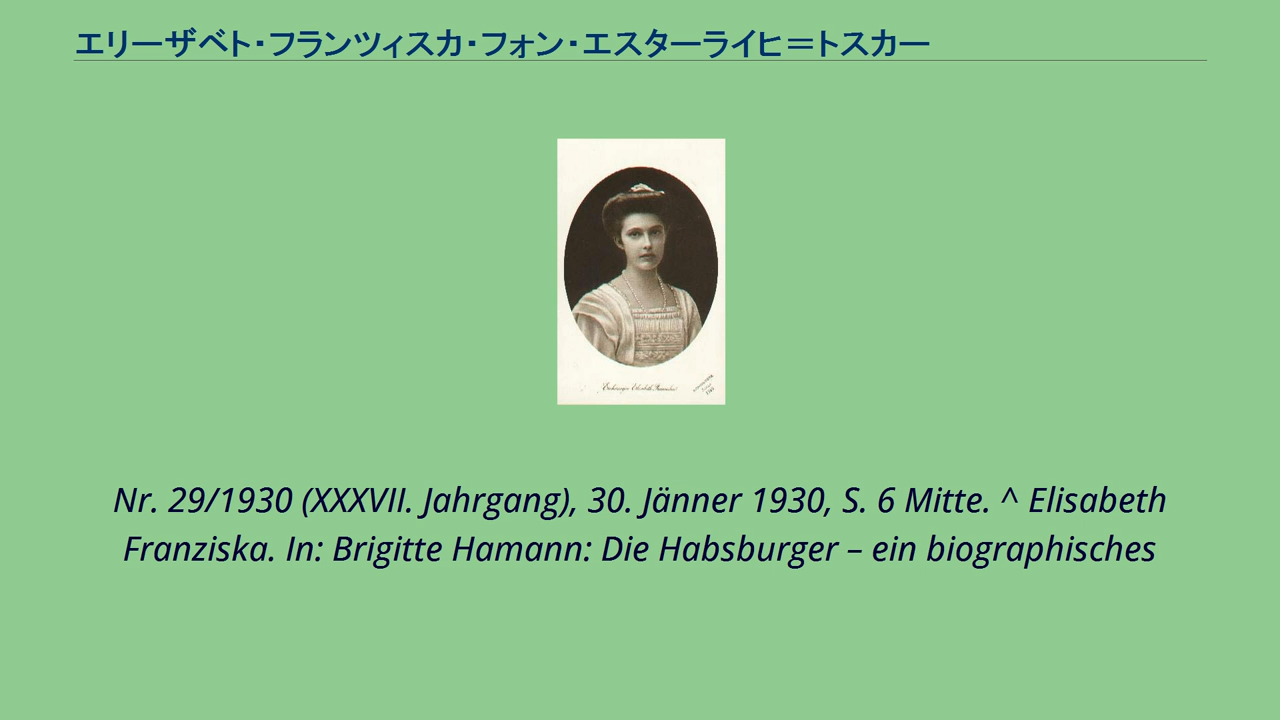 エリーザベト・フランツィスカ・フォン・エスターライヒ＝トスカー
Nr. 29/1930 (XXXVII. Jahrgang), 30. Jänner 1930, S. 6 Mitte. ^ Elisabeth
Franziska. In: Brigitte Hamann: Die Habsburger – ein biographisches